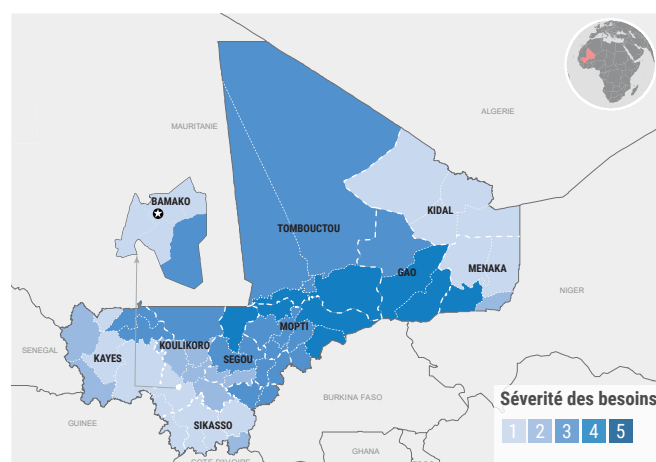 ALGERIE
MAURITANIE
BAMAKO
KIDAL
TOMBOUCTOU
GAO
MENAKA
NIGER
MOPTI
KOULIKORO
SENEGAL
KAYES
SEGOU
BURKINA FASO
Séverité des besoins
GUINEE
SIKASSO
1 2 3 4 5
GHANA